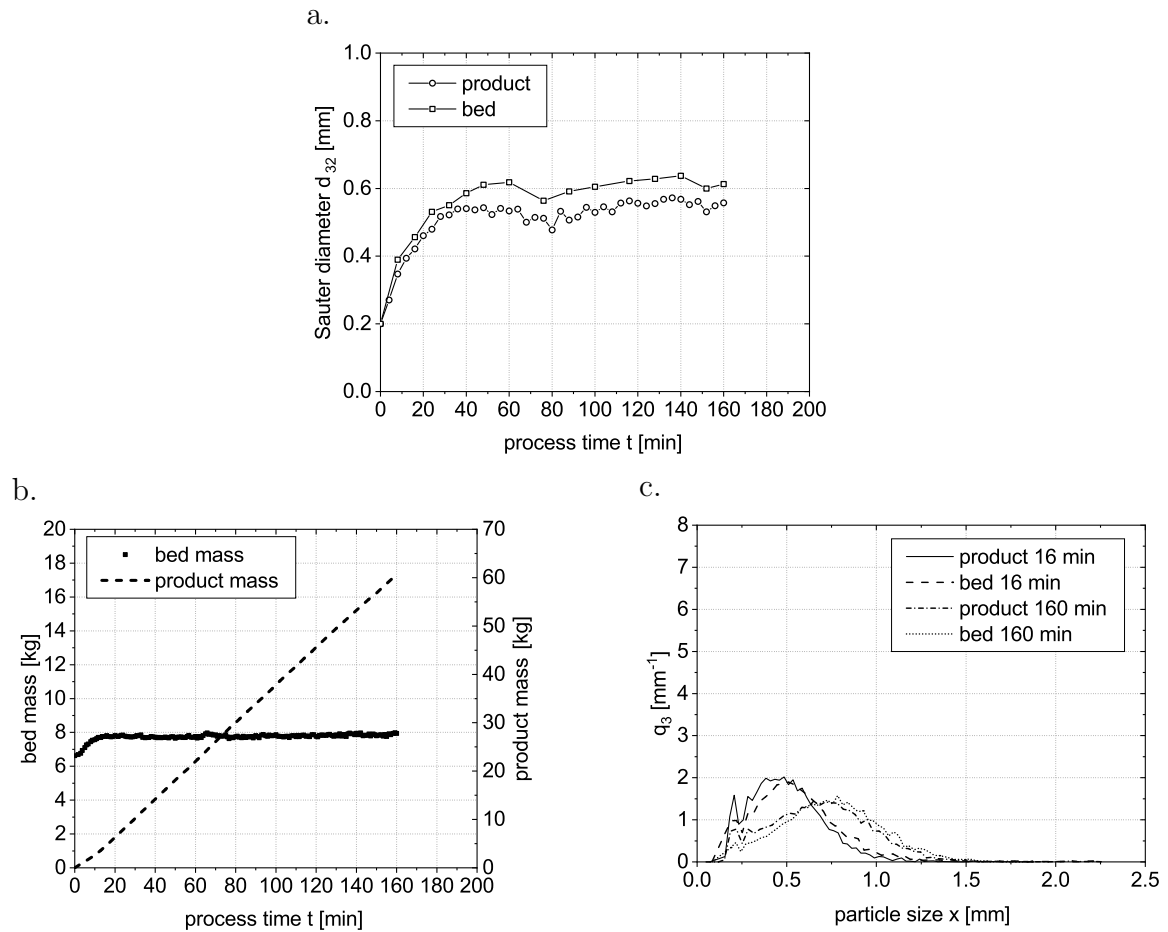 a.
1.0
0.8
0.6
0.4
0.2
0.0
Sauter diameter d32 [mm]
product
bed
0 20 40 60 80 100 120 140 160 180 200
process time t [min]
b.
20
18
16
14
12
10
8
6
4
2
0
bed mass [kg]
bed mass
product mass
70
60
50
40
30
20
10
0
product mass [kg]
0 20 40 60 80 100 120 140 160 180 200
process time t [min]
c.
8
7
6
5
4
3
2
1
0
q3 [mm-1]
product 16 min
bed 16 min
product 160 min
bed 160 min
0.0 0.5 1.0 1.5 2.0 2.5
particle size x [mm]